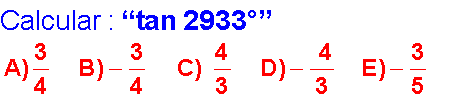 Calcular : “tan 2933°”
A) 3/4 B) - 3/4 C) 4/3 D) - 4/3 E) - 3/5